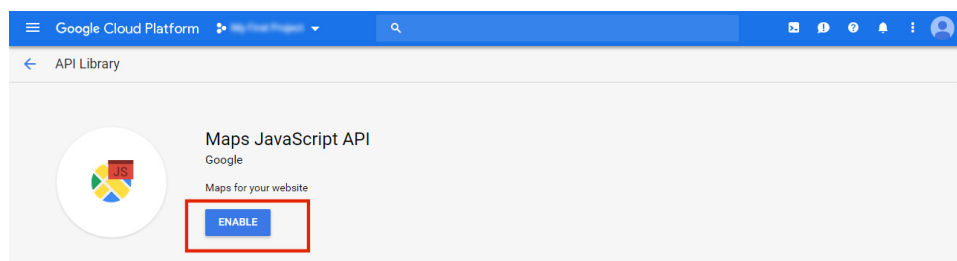 Google Cloud Platform
API Library
JS
Maps JavaScript API
Google
Maps for your website
ENABLE